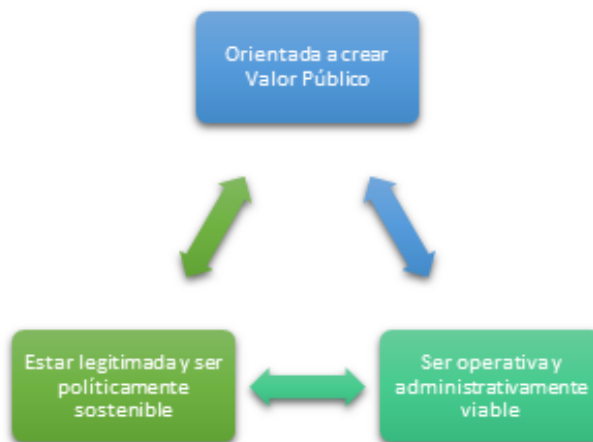 Orientada a crear
Valor Público
Estar legitimada y ser
políticamente
sostenible
Ser operativa y
administrativamente
viable